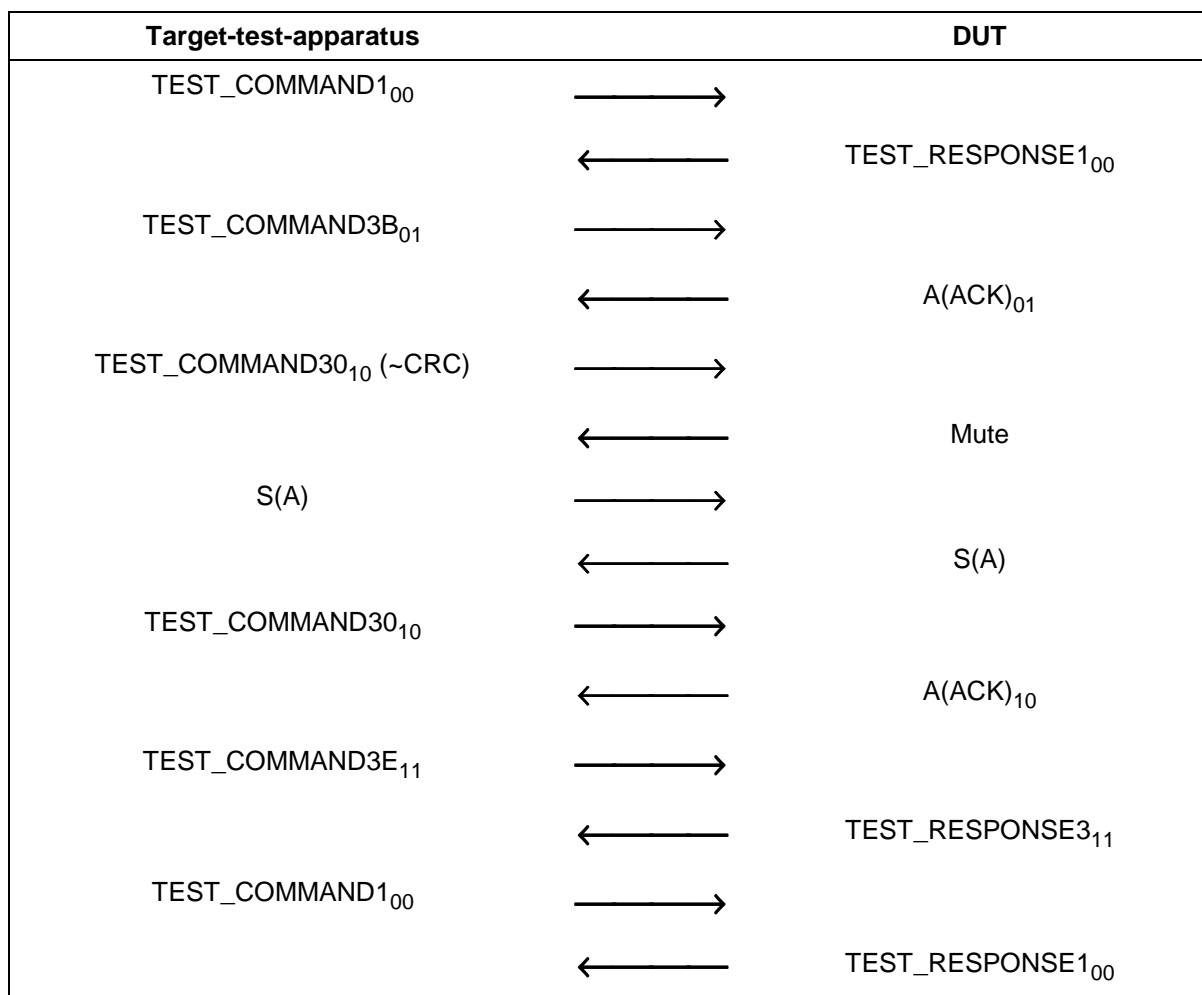 Target-test-apparatus DUT
TEST_COMMAND1₀₀
TEST_RESPONSE1₀₀
TEST_COMMAND3B₀₁
A(ACK)₀₁
TEST_COMMAND30₁₀ (~CRC)
Mute
S(A)
S(A)
TEST_COMMAND30₁₀
A(ACK)₁₀
TEST_COMMAND3E₁₁
TEST_RESPONSE3₁₁
TEST_COMMAND1₀₀
TEST_RESPONSE1₀₀